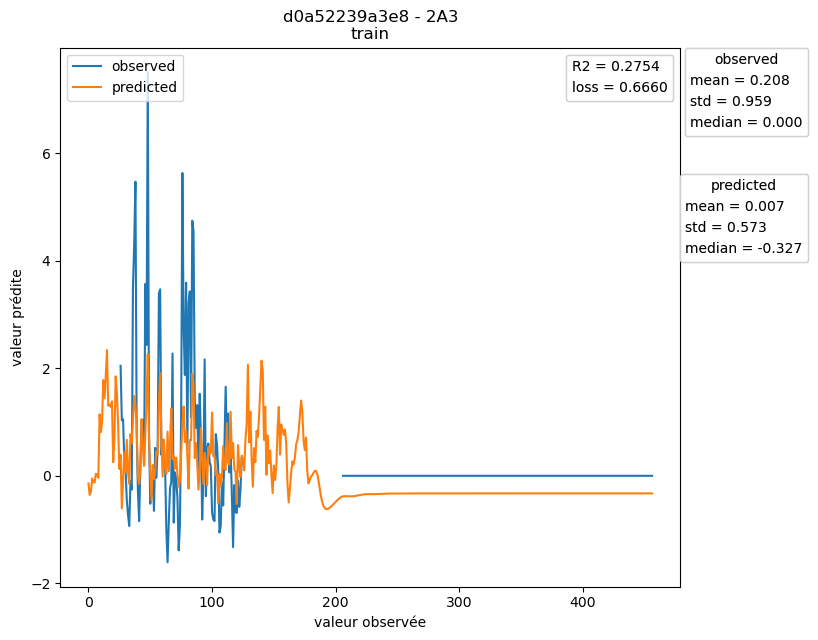 d0a52239a3e8 - 2A3
train
observed
predicted
R2 = 0.2754
loss = 0.6660
observed
mean = 0.208
std = 0.959
median = 0.000
predicted
mean = 0.007
std = 0.573
median = -0.327
valeur prédite
6
4
2
0
−2
0
100
200
300
400
valeur observée